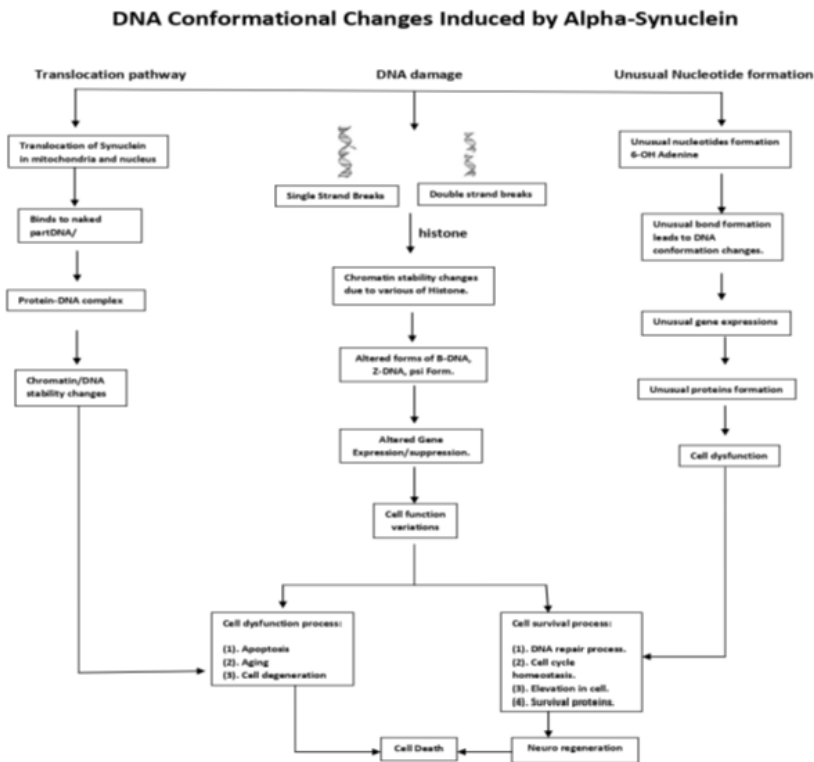 DNA Conformational Changes Induced by Alpha-Synuclein
Translocation pathway
DNA damage
Unusual Nucleotide formation
Translocation of Synuclein
in mitochondria and nucleus
Binds to naked
partDNA/
Protein-DNA complex
Chromatin/DNA
stability changes
Single Strand Breaks
Double strand breaks
histone
Chromatin stability changes
due to various of Histone.
Altered forms of B-DNA,
Z-DNA, psi Form.
Altered Gene
Expression/suppression.
Cell function
variations
Unusual nucleotides formation
6-OH Adenine
Unusual bond formation
leads to DNA
conformation changes.
Unusual gene expressions
Unusual proteins formation
Cell dysfunction
Cell dysfunction process:
(1). Apoptosis
(2). Aging
(3). Cell degeneration
Cell survival process:
(1). DNA repair process.
(2). Cell cycle
homeostasis.
(3). Elevation in cell.
(4). Survival proteins.
Cell Death
Neuro regeneration